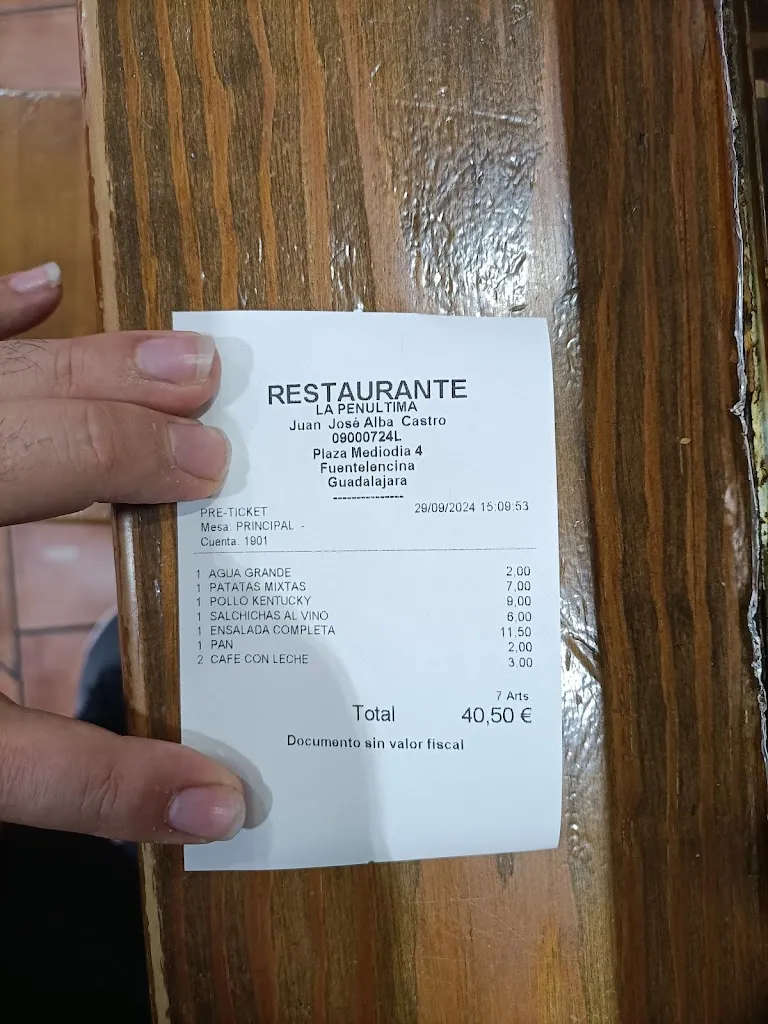 RESTAURANTE
LA PENULTIMA
Juan José Alba Castro
09000724L
Plaza Mediodia 4
Fuentelencina
Guadalajara
---------------
PRE-TICKET 29/09/2024 15:09:53
Mesa: PRINCIPAL -
Cuenta: 1901
1 AGUA GRANDE 2,00
1 PATATAS MIXTAS 7,00
1 POLLO KENTUCKY 9,00
1 SALCHICHAS AL VINO 6,00
1 ENSALADA COMPLETA 11,50
1 PAN 2,00
2 CAFE CON LECHE 3,00
7 Arts
Total 40,50 €
Documento sin valor fiscal